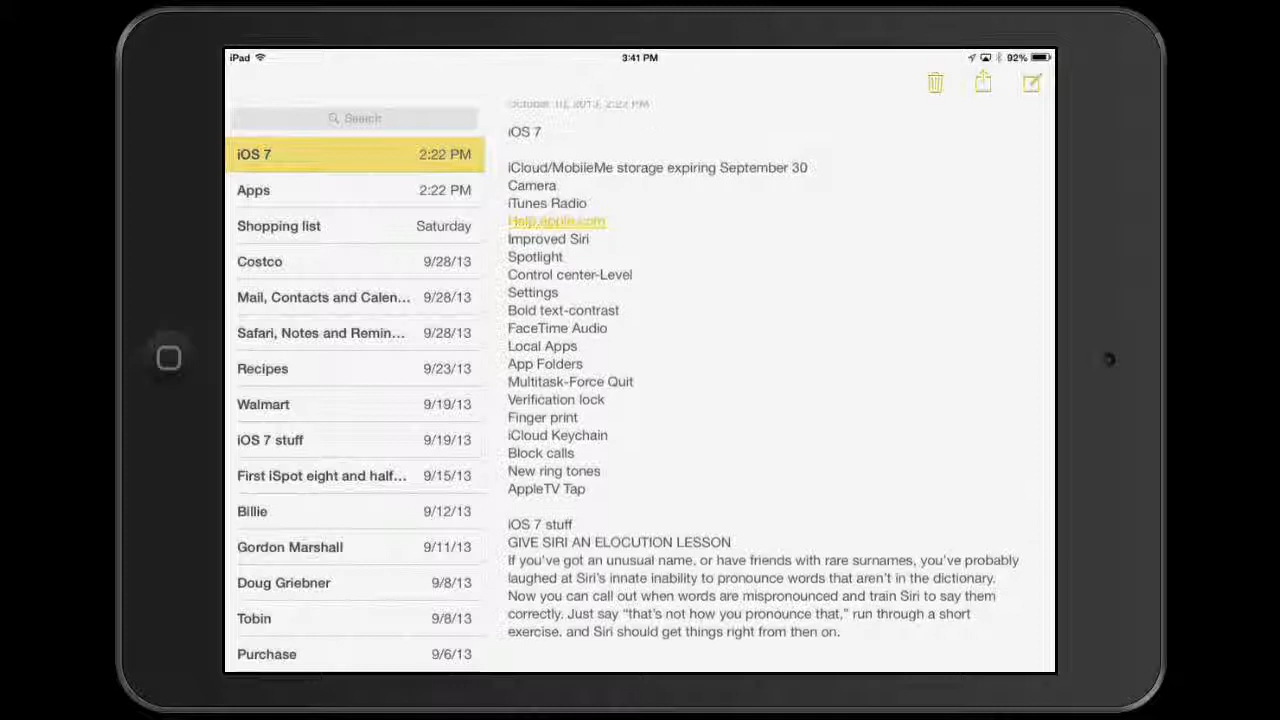 iPad
3:41 PM
92%
Search
iOS 7 2:22 PM
Apps 2:22 PM
Shopping list Saturday
Costco 9/28/13
Mail, Contacts and Calen... 9/28/13
Safari, Notes and Remin... 9/28/13
Recipes 9/23/13
Walmart 9/19/13
iOS 7 stuff 9/19/13
First iSpot eight and half... 9/15/13
Billie 9/12/13
Gordon Marshall 9/11/13
Doug Griebner 9/8/13
Tobin 9/8/13
Purchase 9/6/13
October 10, 2013, 2:22 PM
iOS 7
iCloud/MobileMe storage expiring September 30
Camera
iTunes Radio
Help.apple.com
Improved Siri
Spotlight
Control center-Level
Settings
Bold text-contrast
FaceTime Audio
Local Apps
App Folders
Multitask-Force Quit
Verification lock
Finger print
iCloud Keychain
Block calls
New ring tones
AppleTV Tap
iOS 7 stuff
GIVE SIRI AN ELOCUTION LESSON
If you've got an unusual name, or have friends with rare surnames, you've probably
laughed at Siri's innate inability to pronounce words that aren't in the dictionary.
Now you can call out when words are mispronounced and train Siri to say them
correctly. Just say “that's not how you pronounce that,” run through a short
exercise, and Siri should get things right from then on.